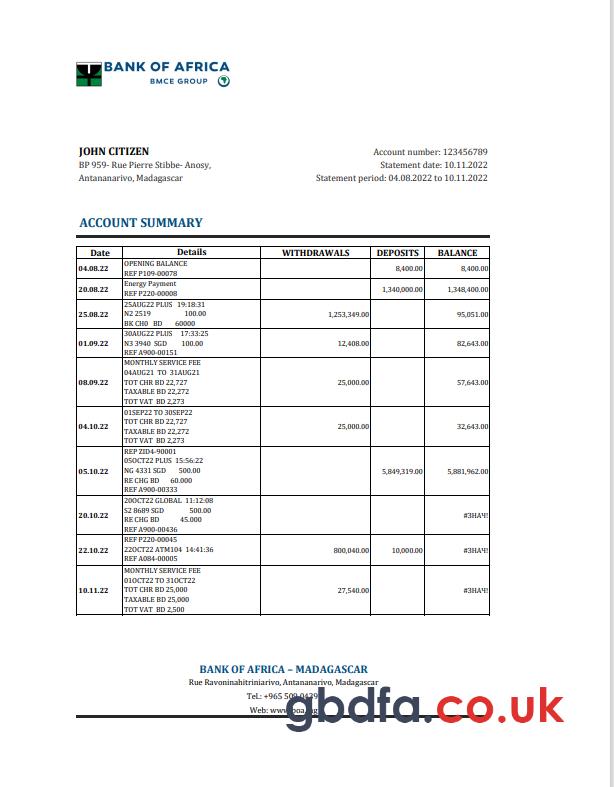 BANK OF AFRICA
BMCE GROUP
JOHN CITIZEN
BP 959- Rue Pierre Stibbe- Anosy,
Antananarivo, Madagascar
Account number: 123456789
Statement date: 10.11.2022
Statement period: 04.08.2022 to 10.11.2022
ACCOUNT SUMMARY
Date Details WITHDRAWALS DEPOSITS BALANCE
04.08.22 OPENING BALANCE 8,400.00 8,400.00
REF P109-00078
20.08.22 Energy Payment 1,340,000.00 1,348,400.00
REF P220-00008
25AUG22 PLUS 19:18:31
25.08.22 N2 2519 100.00 1,253,349.00 95,051.00
BK CH0 BD 60000
30AUG22 PLUS 17:33:25
01.09.22 N3 3940 SGD 100.00 12,408.00 82,643.00
REF A900-00151
MONTHLY SERVICE FEE
04AUG21 TO 31AUG21
08.09.22 TOT CHR BD 22,727 25,000.00 57,643.00
TAXABLE BD 22,272
TOT VAT BD 2,273
01SEP22 TO 30SEP22
04.10.22 TOT CHR BD 22,727 25,000.00 32,643.00
TAXABLE BD 22,272
TOT VAT BD 2,273
REP ZID4-90001
05OCT22 PLUS 15:56:22
05.10.22 NG 4331 SGD 500.00 5,849,319.00 5,881,962.00
RE CHG BD 60.000
REF A900-00333
20OCT22 GLOBAL 11:12:08
20.10.22 S2 8689 SGD 500.00 #ЗНАЧ!
RE CHG BD 45.000
REF A900-00436
REF P220-00045
22.10.22 22OCT22 ATM104 14:41:36 800,040.00 10,000.00 #ЗНАЧ!
REF A084-00005
MONTHLY SERVICE FEE
01OCT22 TO 31OCT22
10.11.22 TOT CHR BD 25,000 27,540.00 #ЗНАЧ!
TAXABLE BD 25,000
TOT VAT BD 2,500
BANK OF AFRICA – MADAGASCAR
Rue Ravoninahitriniarivo, Antananarivo, Madagascar
TeL: +965 509
Web:
gbdfa.co.uk